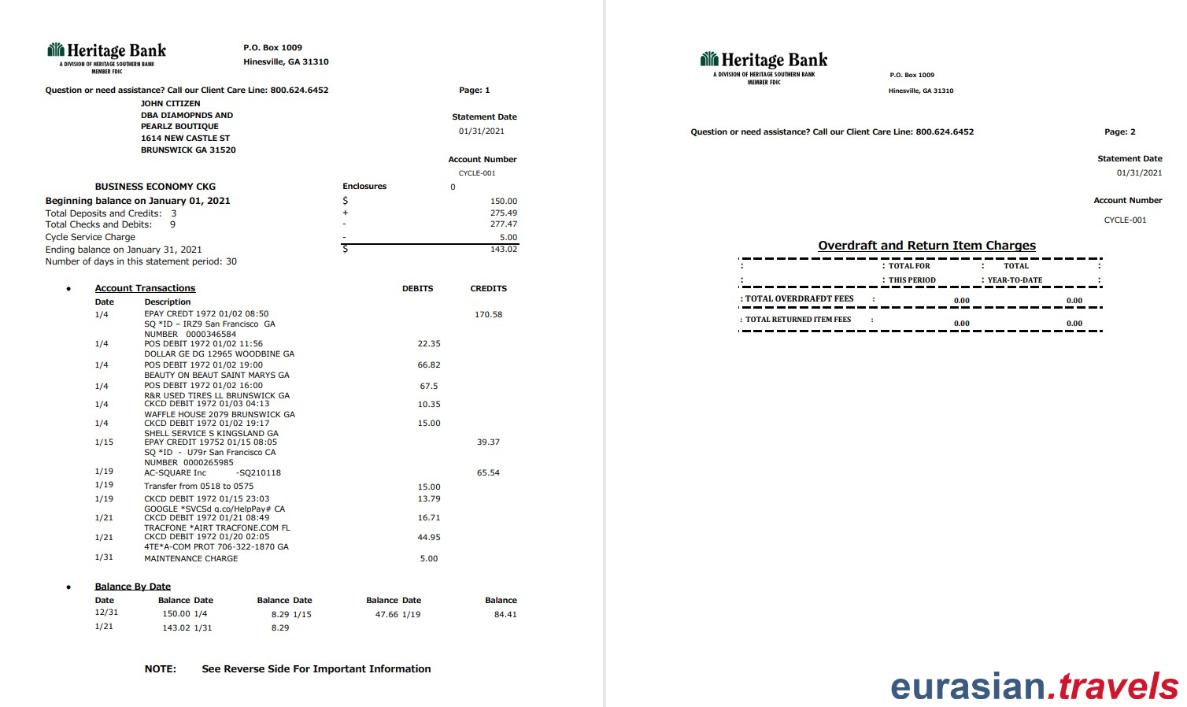 Heritage Bank
A DIVISION OF HERITAGE SOUTHERN BANK
MEMBER FDIC
P.O. Box 1009
Hinesville, GA 31310
Question or need assistance? Call our Client Care Line: 800.624.6452
Page: 1
JOHN CITIZEN
DBA DIAMOPNDS AND
PEARLZ BOUTIQUE
1614 NEW CASTLE ST
BRUNSWICK GA 31520
Statement Date
01/31/2021
Account Number
CYCLE-001
BUSINESS ECONOMY CKG Enclosures 0
Beginning balance on January 01, 2021 $ 150.00
Total Deposits and Credits: 3 + 275.49
Total Checks and Debits: 9 - 277.47
Cycle Service Charge - 5.00
Ending balance on January 31, 2021 $ 143.02
Number of days in this statement period: 30
• Account Transactions DEBITS CREDITS
Date Description
1/4 EPAY CREDT 1972 01/02 08:50 170.58
SQ *ID – IRZ9 San Francisco GA
NUMBER 0000346584
1/4 POS DEBIT 1972 01/02 11:56 22.35
DOLLAR GE DG 12965 WOODBINE GA
1/4 POS DEBIT 1972 01/02 19:00 66.82
BEAUTY ON BEAUT SAINT MARYS GA
1/4 POS DEBIT 1972 01/02 16:00 67.5
R&R USED TIRES LL BRUNSWICK GA
1/4 CKCD DEBIT 1972 01/03 04:13 10.35
WAFFLE HOUSE 2079 BRUNSWICK GA
1/4 CKCD DEBIT 1972 01/02 19:17 15.00
SHELL SERVICE S KINGSLAND GA
1/15 EPAY CREDIT 19752 01/15 08:05 39.37
SQ *ID - U79r San Francisco CA
NUMBER 0000265985
1/19 AC-SQUARE Inc -SQ210118 65.54
1/19 Transfer from 0518 to 0575 15.00
1/19 CKCD DEBIT 1972 01/15 23:03 13.79
GOOGLE *SVCSd g.co/HelpPay# CA
1/21 CKCD DEBIT 1972 01/21 08:49 16.71
TRACFONE *AIRT TRACFONE.COM FL
1/21 CKCD DEBIT 1972 01/20 02:05 44.95
4TE*A-COM PROT 706-322-1870 GA
1/31 MAINTENANCE CHARGE 5.00
• Balance By Date
Date Balance Date Balance Date Balance Date Balance
12/31 150.00 1/4 8.29 1/15 47.66 1/19 84.41
1/21 143.02 1/31 8.29
NOTE: See Reverse Side For Important Information
Heritage Bank
A DIVISION OF HERITAGE SOUTHERN BANK
MEMBER FDIC
P.O. Box 1009
Hinesville, GA 31310
Question or need assistance? Call our Client Care Line: 800.624.6452
Page: 2
Statement Date
01/31/2021
Account Number
CYCLE-001
Overdraft and Return Item Charges
: : TOTAL FOR : TOTAL :
: : THIS PERIOD : YEAR-TO-DATE :
: TOTAL OVERDRAFDT FEES : 0.00 0.00
: TOTAL RETURNED ITEM FEES : 0.00 0.00
eurasian.travels